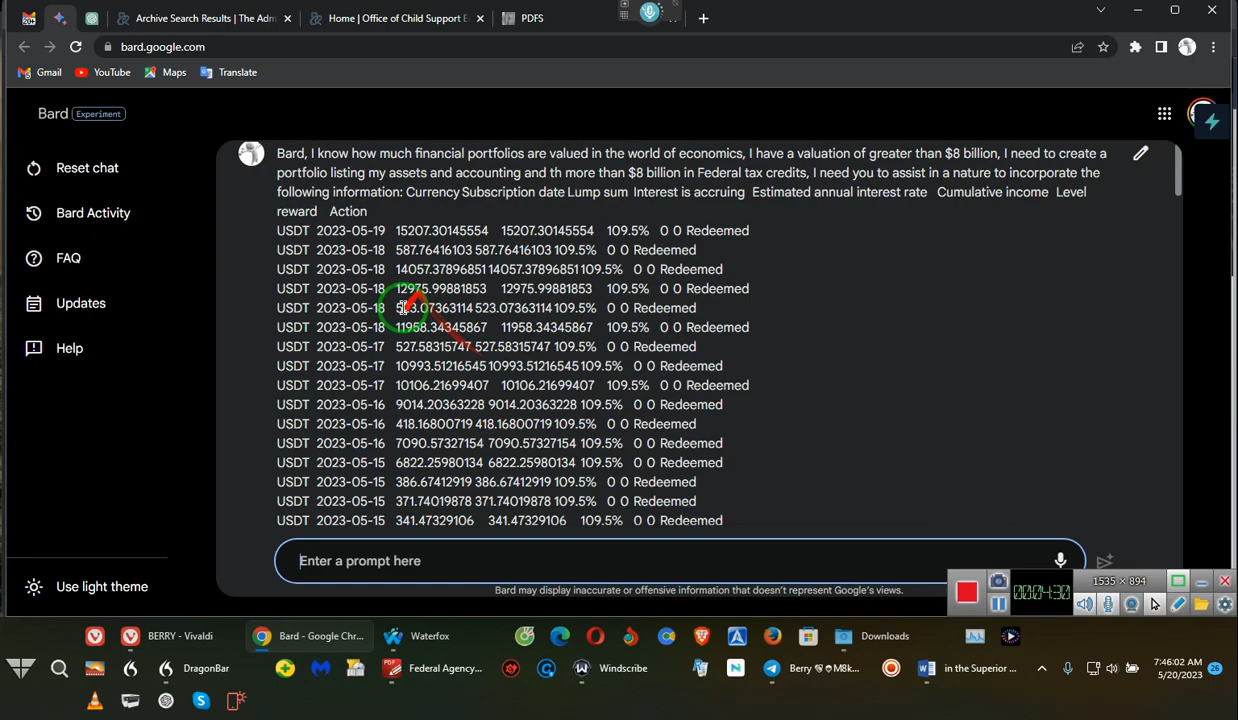 20+
Archive Search Results | The Adm
Home | Office of Child Support E
PDFS
bard.google.com
Gmail YouTube Maps Translate
Bard Experiment
Reset chat
Bard Activity
FAQ
Updates
Help
Use light theme
Bard, I know how much financial portfolios are valued in the world of economics, I have a valuation of greater than $8 billion, I need to create a
portfolio listing my assets and accounting and th more than $8 billion in Federal tax credits, I need you to assist in a nature to incorporate the
following information: Currency Subscription date Lump sum Interest is accruing Estimated annual interest rate Cumulative income Level
reward Action
USDT 2023-05-19 15207.30145554 15207.30145554 109.5% 0 0 Redeemed
USDT 2023-05-18 587.76416103 587.76416103 109.5% 0 0 Redeemed
USDT 2023-05-18 14057.37896851 14057.37896851 109.5% 0 0 Redeemed
USDT 2023-05-18 12975.99881853 12975.99881853 109.5% 0 0 Redeemed
USDT 2023-05-18 523.07363114 523.07363114 109.5% 0 0 Redeemed
USDT 2023-05-18 11958.34345867 11958.34345867 109.5% 0 0 Redeemed
USDT 2023-05-17 527.58315747 527.58315747 109.5% 0 0 Redeemed
USDT 2023-05-17 10993.51216545 10993.51216545 109.5% 0 0 Redeemed
USDT 2023-05-17 10106.21699407 10106.21699407 109.5% 0 0 Redeemed
USDT 2023-05-16 9014.20363228 9014.20363228 109.5% 0 0 Redeemed
USDT 2023-05-16 418.16800719 418.16800719 109.5% 0 0 Redeemed
USDT 2023-05-16 7090.57327154 7090.57327154 109.5% 0 0 Redeemed
USDT 2023-05-15 6822.25980134 6822.25980134 109.5% 0 0 Redeemed
USDT 2023-05-15 386.67412919 386.67412919 109.5% 0 0 Redeemed
USDT 2023-05-15 371.74019878 371.74019878 109.5% 0 0 Redeemed
USDT 2023-05-15 341.47329106 341.47329106 109.5% 0 0 Redeemed
Enter a prompt here
Bard may display inaccurate or offensive information that doesn't represent Google's views.
1535 × 894
00:04:30
BERRY - Vivaldi
Bard - Google Chr...
Waterfox
Downloads
DragonBar
Federal Agency...
Windscribe
Berry
M8k...
in the Superior ...
7:46:02 AM
5/20/2023
26